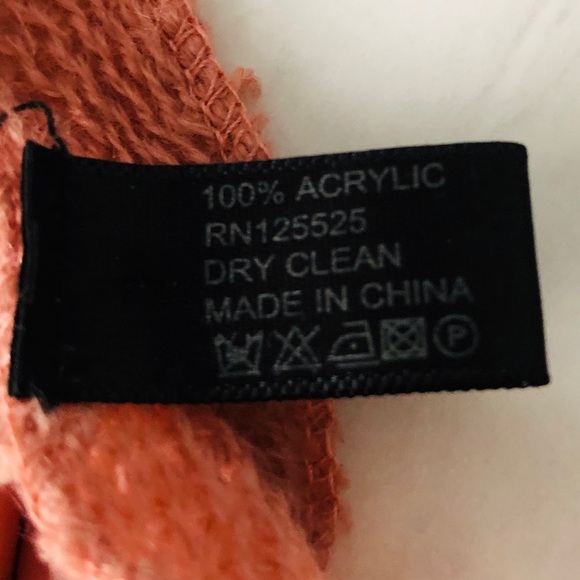 100% ACRYLIC
RN125525
DRY CLEAN
MADE IN CHINA
P